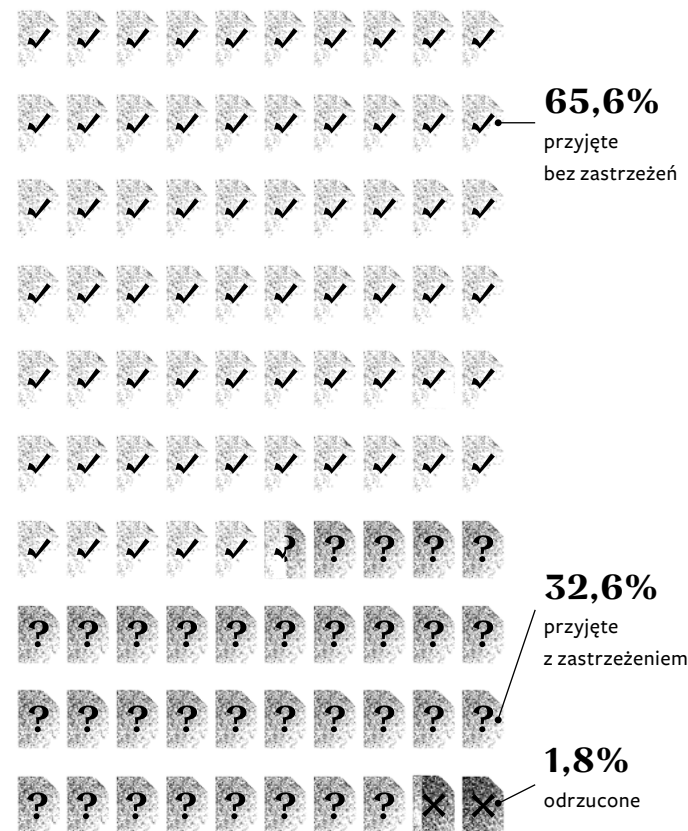 65,6%
przyjęte
bez zastrzeżeń
32,6%
przyjęte
z zastrzeżeniem
1,8%
odrzucone